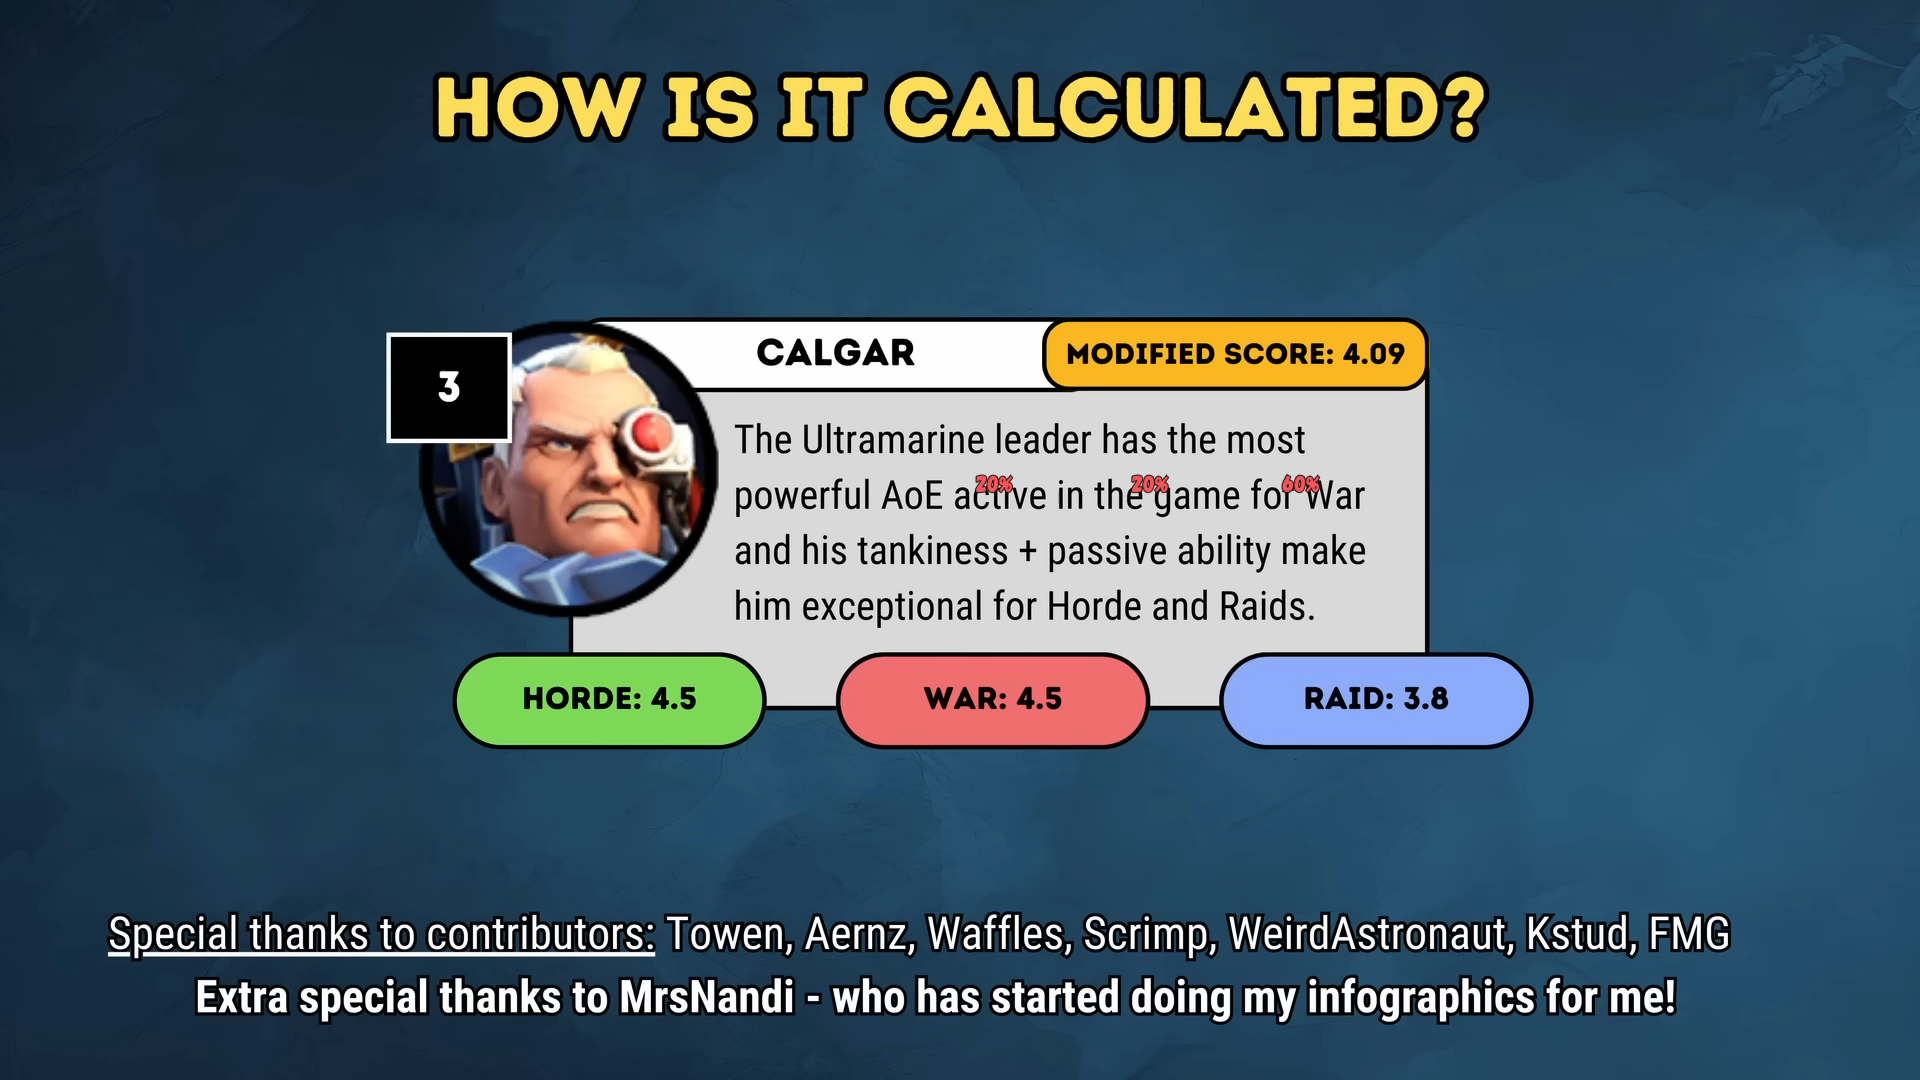 HOW IS IT CALCULATED?
3
CALGAR
MODIFIED SCORE: 4.09
The Ultramarine leader has the most
powerful AoE active in the game for War
20% 20% 60%
and his tankiness + passive ability make
him exceptional for Horde and Raids.
HORDE: 4.5
WAR: 4.5
RAID: 3.8
Special thanks to contributors: Towen, Aernz, Waffles, Scrimp, WeirdAstronaut, Kstud, FMG
Extra special thanks to MrsNandi - who has started doing my infographics for me!